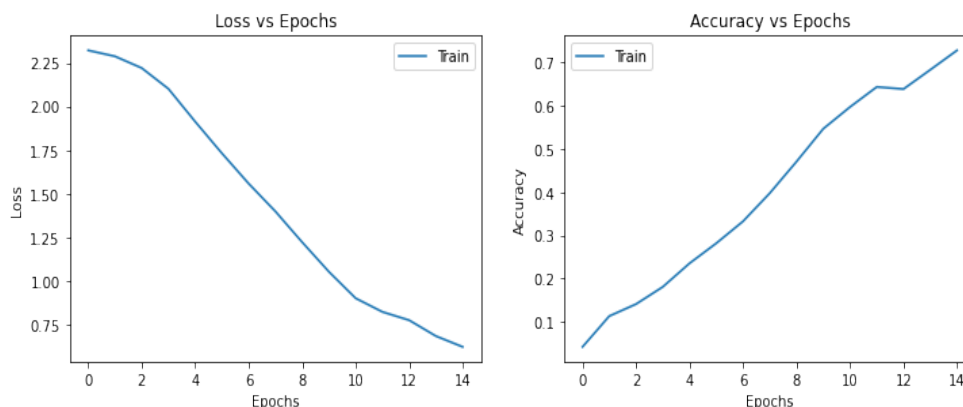 Loss vs Epochs
Train
2.25
2.00
1.75
1.50
1.25
1.00
0.75
Loss
0 2 4 6 8 10 12 14
Epochs
Accuracy vs Epochs
Train
0.7
0.6
0.5
0.4
0.3
0.2
0.1
Accuracy
0 2 4 6 8 10 12 14
Epochs